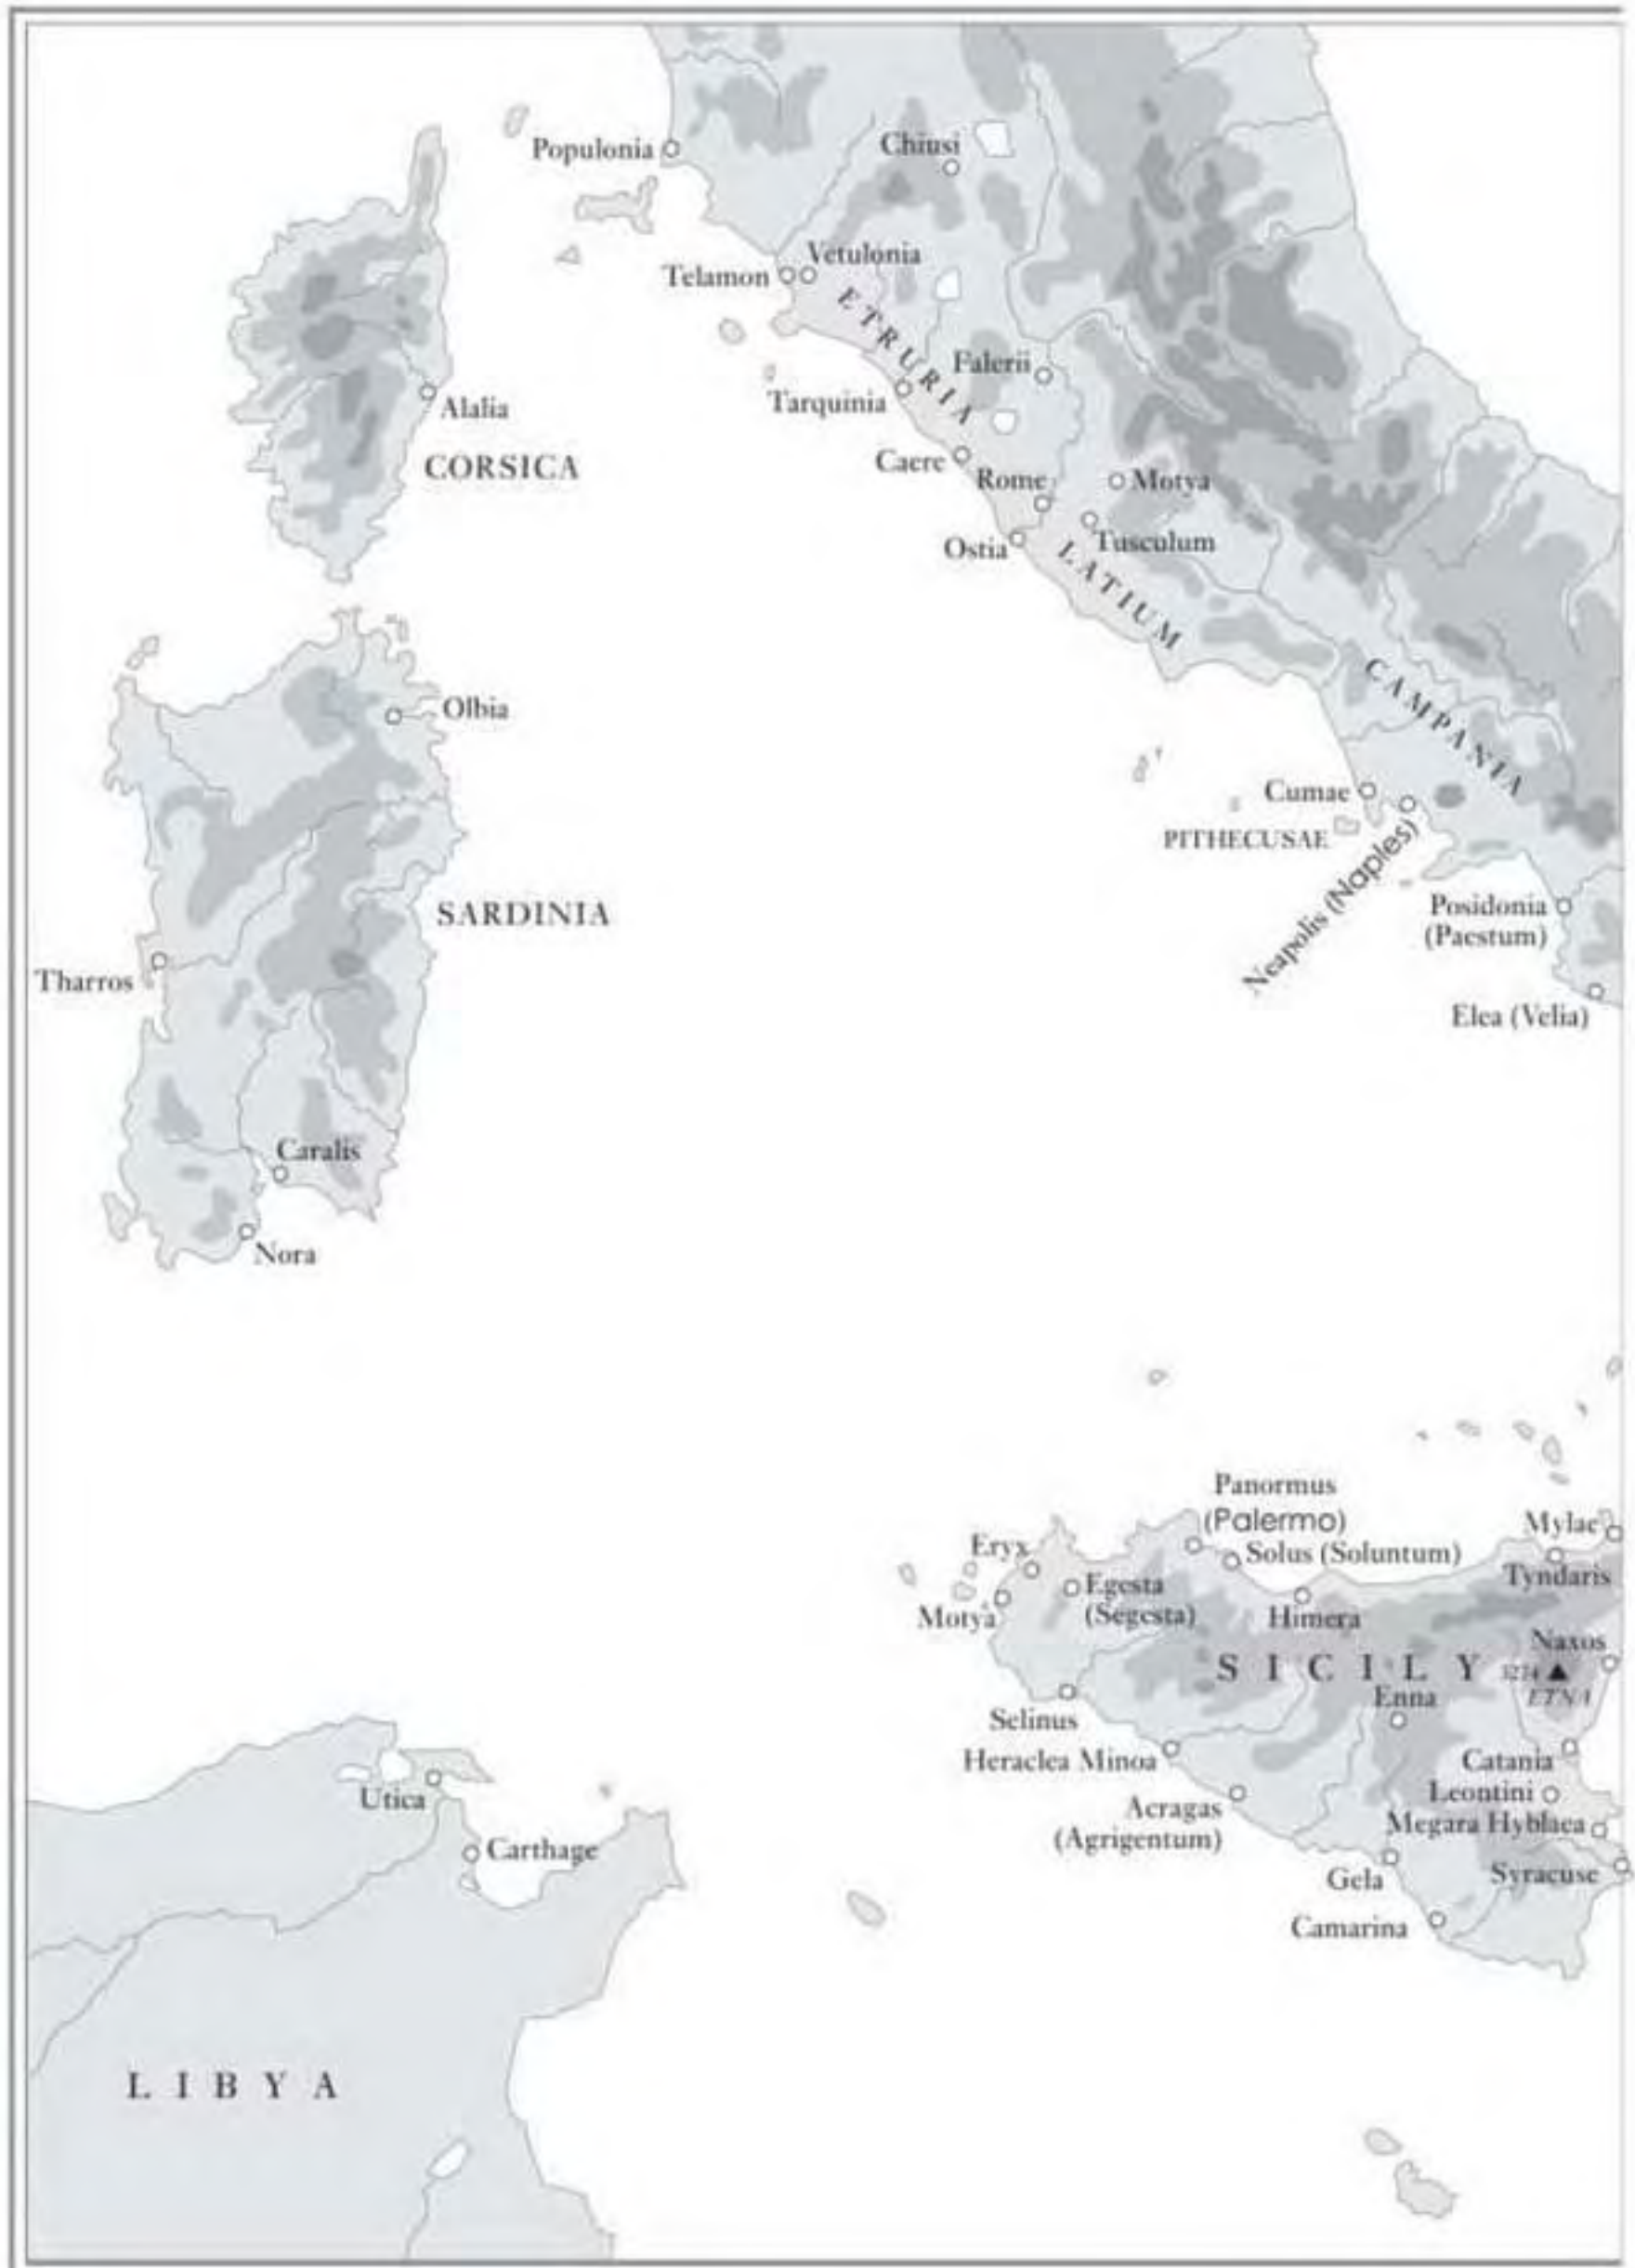 Populonia
Chiusi
Vetulonia
Telamon
ETRURIA
Falerii
Tarquinia
Alalia
CORSICA
Caere
Rome
Motya
Ostia
Tusculum
LATIUM
CAMPANIA
Olbia
Cumae
PITHECUSAE
Neapolis (Naples)
SARDINIA
Posidonia
(Paestum)
Tharros
Elea (Velia)
Caralis
Nora
Panormus
(Palermo)
Mylae
Eryx
Solus (Soluntum)
Tyndaris
Egesta
(Segesta)
Motya
Himera
Naxos
SICILY
ETNA
Enna
Selinus
Heraclea Minoa
Catania
Utica
Leontini
Acragas
(Agrigentum)
Megara Hyblaea
Carthage
Gela
Syracuse
Camarina
LIBYA